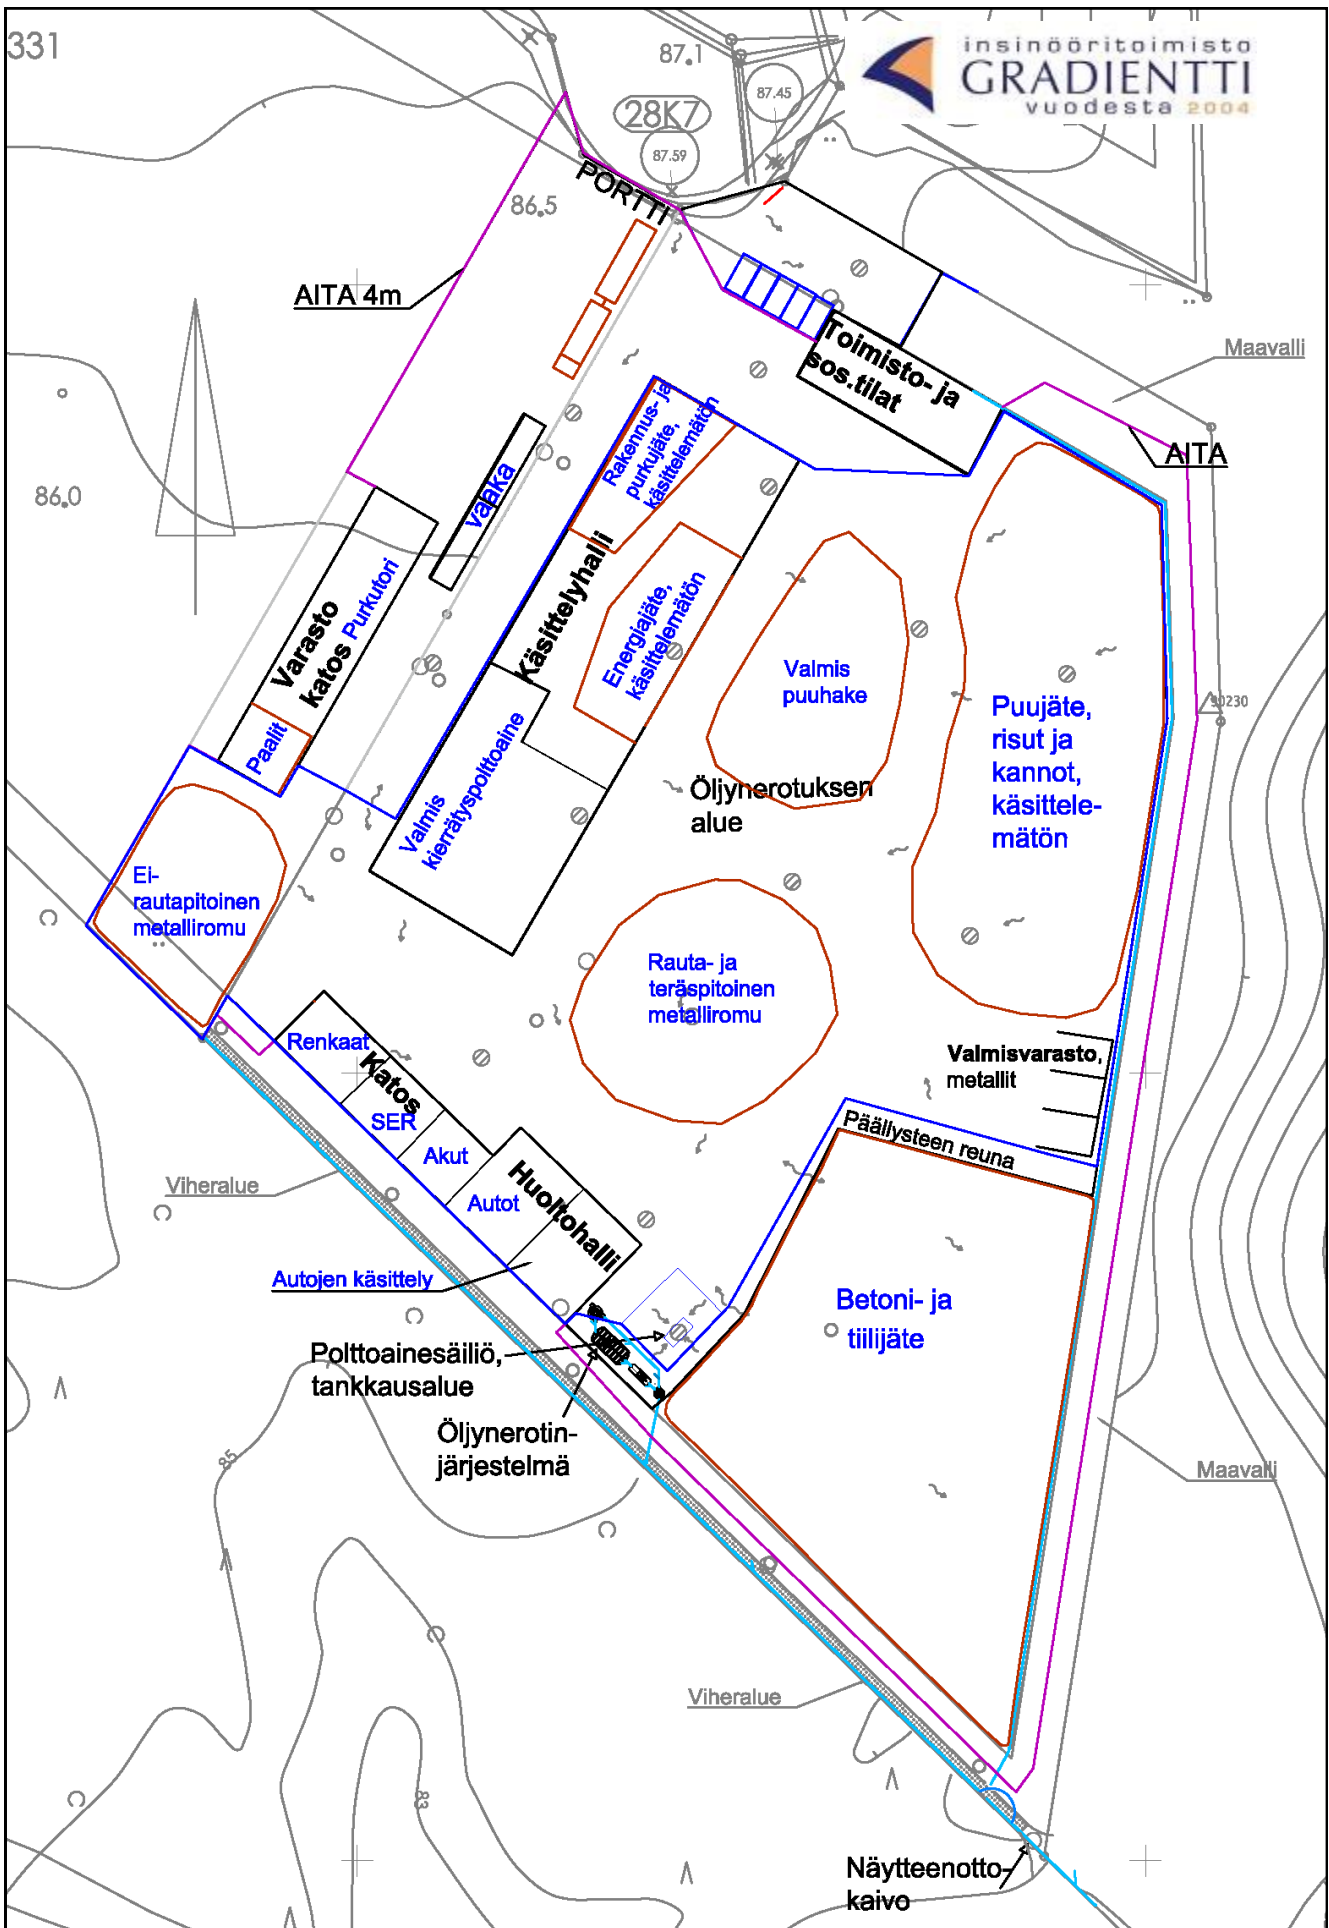 331
87.1
insinööritoimisto
GRADIENTTI
vuodesta 2004
87.45
28K7
87.59
PORTTI
86.5
AITA 4m
Toimisto- ja
sos.tilat
Maavalli
AITA
Rakennus- ja
purkujäte,
käsittelemätön
86.0
vaaka
Käsittelyhalli
Varasto
katos Purkutori
Energiajäte,
käsittelemätön
Valmis
puuhake
Puujäte,
risut ja
kannot,
käsittele-
mätön
90230
Paalit
Valmis
kierrätyspolttoaine
Öljynerotuksen
alue
Ei-
rautapitoinen
metalliromu
Rauta- ja
teräspitoinen
metalliromu
Renkaat
Katos
SER
Akut
Valmisvarasto,
metallit
Päällysteen reuna
Viheralue
Autot
Huoltohalli
Autojen käsittely
Betoni- ja
tiilijäte
Polttoainesäiliö,
tankkausalue
Öljynerotin-
järjestelmä
85
Maavalli
Viheralue
83
Näytteenotto-
kaivo